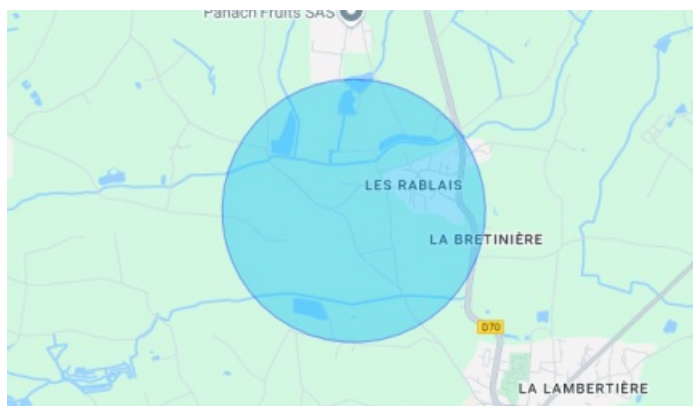 Panach Fruits SAS
LES RABLAIS
LA BRETINIÈRE
D70
LA LAMBERTIÈRE